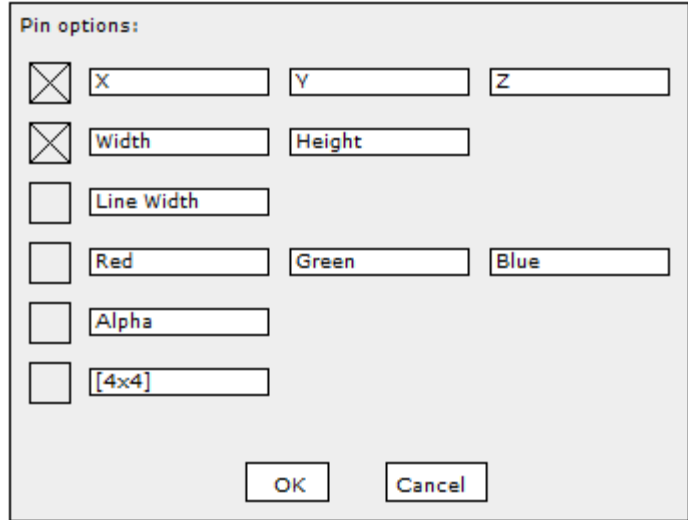 Pin options:
X Y Z
Width Height
Line Width
Red Green Blue
Alpha
[4x4]
OK Cancel